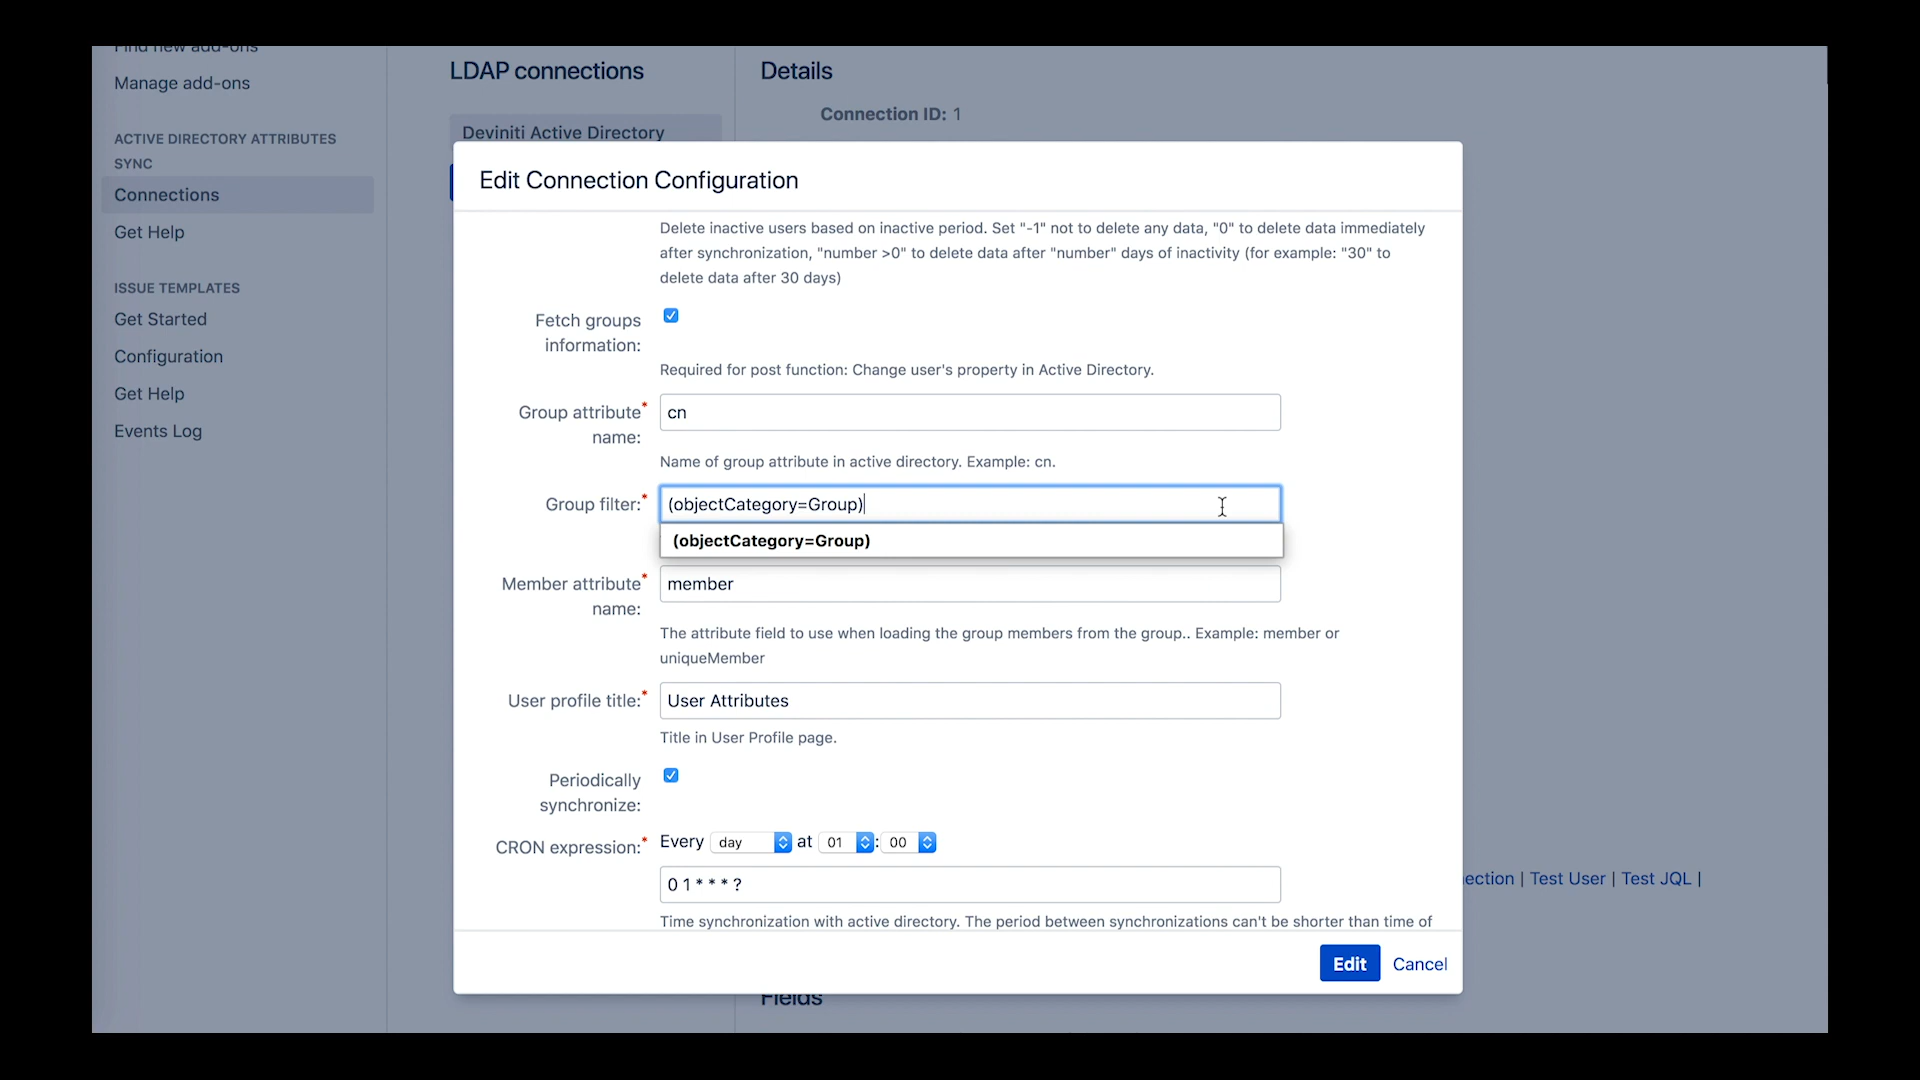 Find new add-ons
Manage add-ons
ACTIVE DIRECTORY ATTRIBUTES
SYNC
Connections
Get Help
ISSUE TEMPLATES
Get Started
Configuration
Get Help
Events Log
LDAP connections
Deviniti Active Directory
Details
Connection ID: 1
Edit Connection Configuration
Delete inactive users based on inactive period. Set "-1" not to delete any data, "0" to delete data immediately
after synchronization, "number >0" to delete data after "number" days of inactivity (for example: "30" to
delete data after 30 days)
Fetch groups
information:
Required for post function: Change user's property in Active Directory.
Group attribute*
name:
cn
Name of group attribute in active directory. Example: cn.
Group filter:*
(objectCategory=Group)
(objectCategory=Group)
Member attribute*
name:
member
The attribute field to use when loading the group members from the group.. Example: member or
uniqueMember
User profile title:*
User Attributes
Title in User Profile page.
Periodically
synchronize:
CRON expression:*
Every day at 01 : 00
0 1 * * * ?
Time synchronization with active directory. The period between synchronizations can't be shorter than time of
Edit Cancel
ection | Test User | Test JQL |
Fields